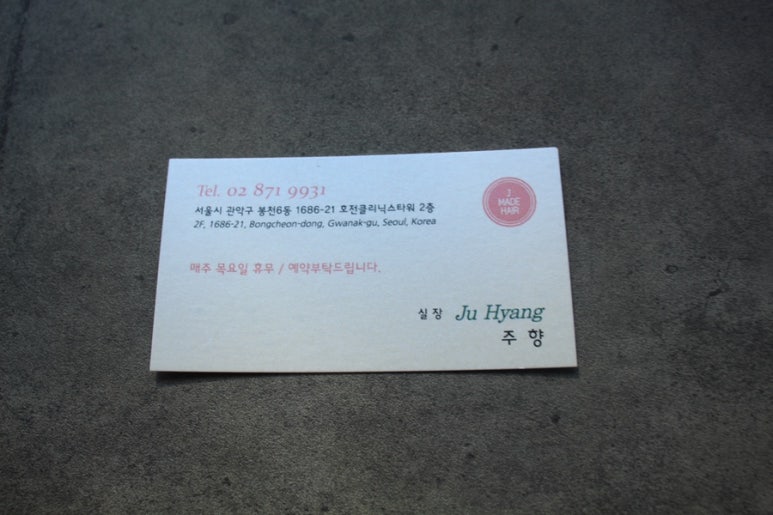 Tel. 02 871 9931
서울시 관악구 봉천6동 1686-21 호전클리닉스타워 2층
2F, 1686-21, Bongcheon-dong, Gwanak-gu, Seoul, Korea
J
MADE
HAIR
매주 목요일 휴무 / 예약부탁드립니다.
실장 Ju Hyang
주 향